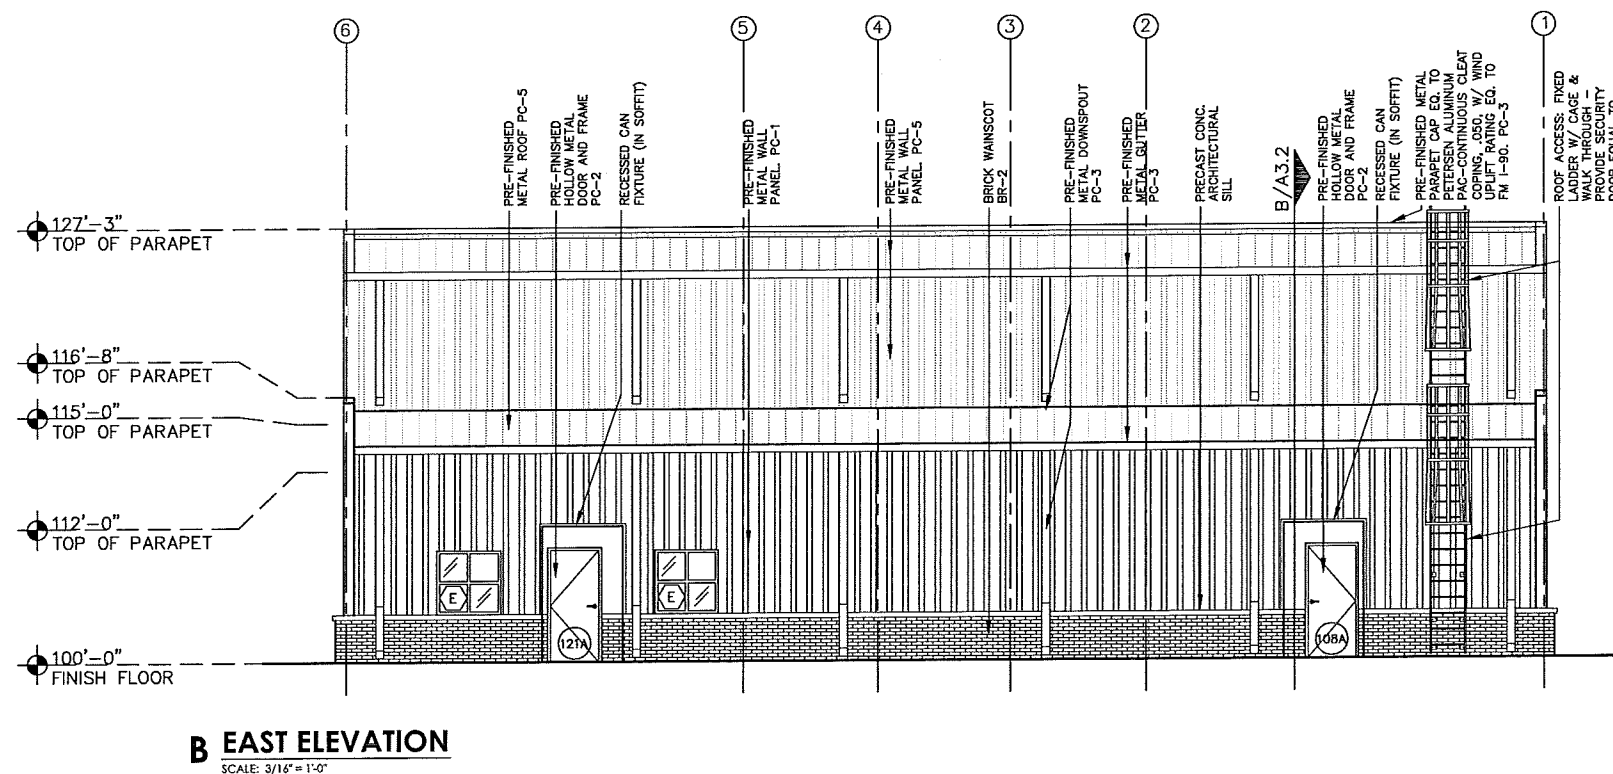 6
5
4
3
2
1
PRE-FINISHED
METAL ROOF PC-5
PRE-FINISHED
HOLLOW METAL
DOOR AND FRAME
PC-2
RECESSED CAN
FIXTURE (IN SOFFIT)
PRE-FINISHED
METAL WALL
PANEL. PC-1
PRE-FINISHED
METAL WALL
PANEL. PC-5
BRICK WAINSCOT
BR-2
PRE-FINISHED
METAL DOWNSPOUT
PC-3
PRE-FINISHED
METAL GUTTER
PC-3
PRECAST CONC.
ARCHITECTURAL
SILL
B/A3.2
PRE-FINISHED
HOLLOW METAL
DOOR AND FRAME
PC-2
RECESSED CAN
FIXTURE (IN SOFFIT)
PRE-FINISHED METAL
PARAPET CAP EQ. TO
PETERSEN ALUMINUM
PAC-CONTINUOUS CLEAT
COPING, .050, W/ WIND
UPLIFT RATING EQ. TO
FM I-90. PC-3
ROOF ACCESS: FIXED
LADDER W/ CAGE &
WALK THROUGH -
PROVIDE SECURITY
127'-3"
TOP OF PARAPET
116'-8"
TOP OF PARAPET
115'-0"
TOP OF PARAPET
112'-0"
TOP OF PARAPET
100'-0"
FINISH FLOOR
E
121A
E
108A
B EAST ELEVATION
SCALE: 3/16" = 1'-0"